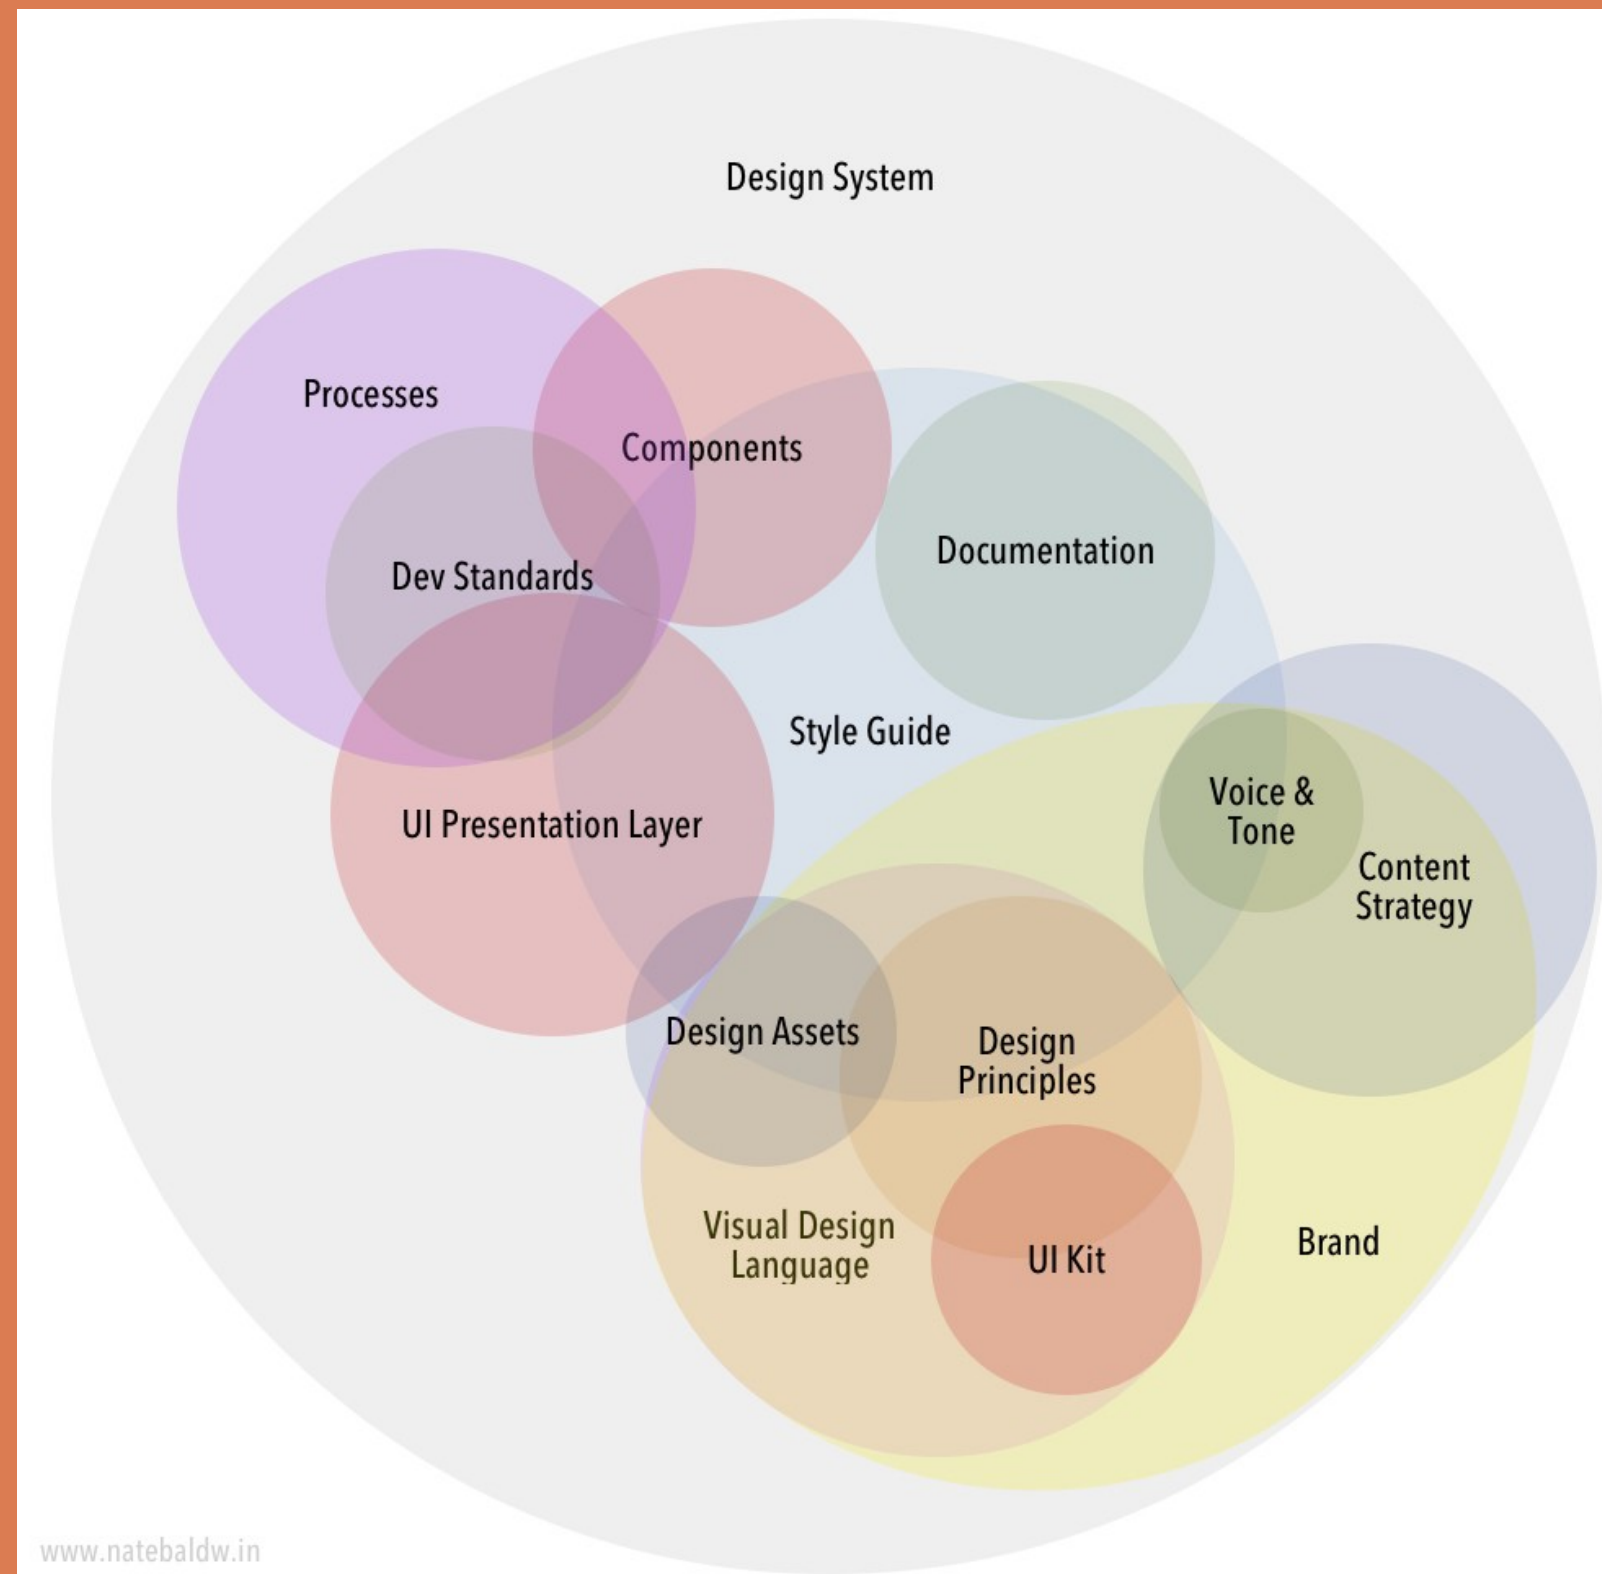 Design System
Processes
Components
Documentation
Dev Standards
Style Guide
Voice &
Tone
UI Presentation Layer
Content
Strategy
Design Assets
Design
Principles
Visual Design
Language
UI Kit
Brand
www.natebaldw.in